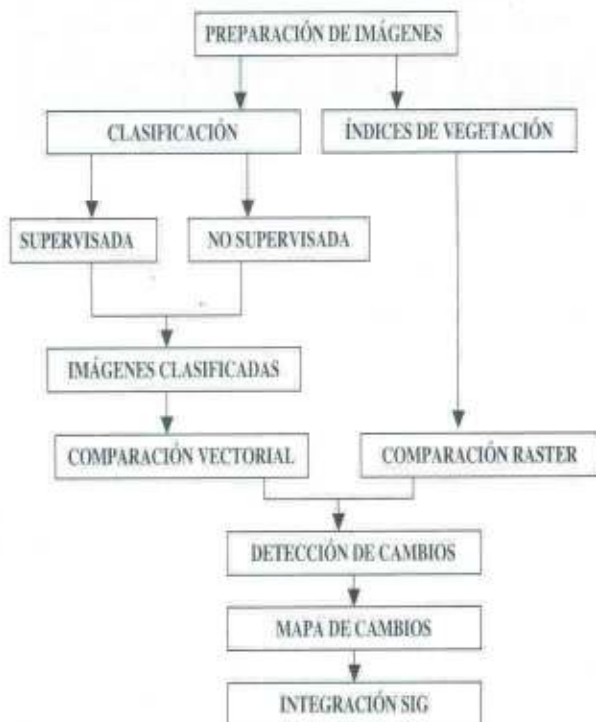 PREPARACIÓN DE IMÁGENES
CLASIFICACIÓN
ÍNDICES DE VEGETACIÓN
SUPERVISADA
NO SUPERVISADA
IMÁGENES CLASIFICADAS
COMPARACIÓN VECTORIAL
COMPARACIÓN RASTER
DETECCIÓN DE CAMBIOS
MAPA DE CAMBIOS
INTEGRACIÓN SIG